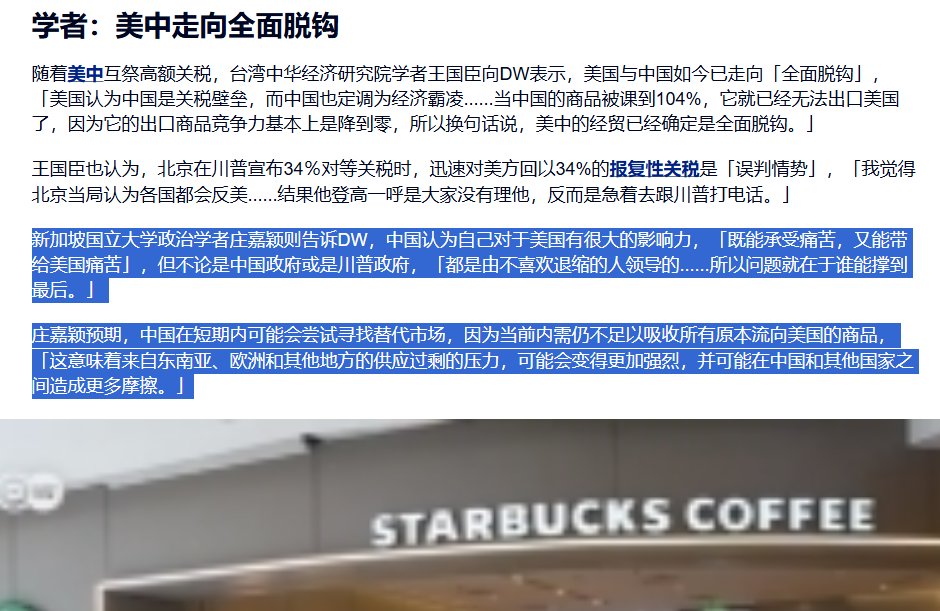 学者：美中走向全面脱钩
随着美中互祭高额关税，台湾中华经济研究院学者王国臣向DW表示，美国与中国如今已走向「全面脱钩」，
「美国认为中国是关税壁垒，而中国也定调为经济霸凌......当中国的商品被课到104%，它就已经无法出口美国
了，因为它的出口商品竞争力基本上是降到零，所以换句话说，美中的经贸已经确定是全面脱钩。」
王国臣也认为，北京在川普宣布34%对等关税时，迅速对美方回以34%的报复性关税是「误判情势」，「我觉得
北京当局认为各国都会反美......结果他登高一呼是大家没有理他，反而是急着去跟川普打电话。」
新加坡国立大学政治学者庄嘉颖则告诉DW，中国认为自己对于美国有很大的影响力，「既能承受痛苦，又能带
给美国痛苦」，但不论是中国政府或是川普政府，「都是由不喜欢退缩的人领导的......所以问题就在于谁能撑到
最后。」
庄嘉颖预期，中国在短期内可能会尝试寻找替代市场，因为当前内需仍不足以吸收所有原本流向美国的商品，
「这意味着来自东南亚、欧洲和其他地方的供应过剩的压力，可能会变得更加强烈，并可能在中国和其他国家之
间造成更多摩擦。」
STARBUCKS COFFEE